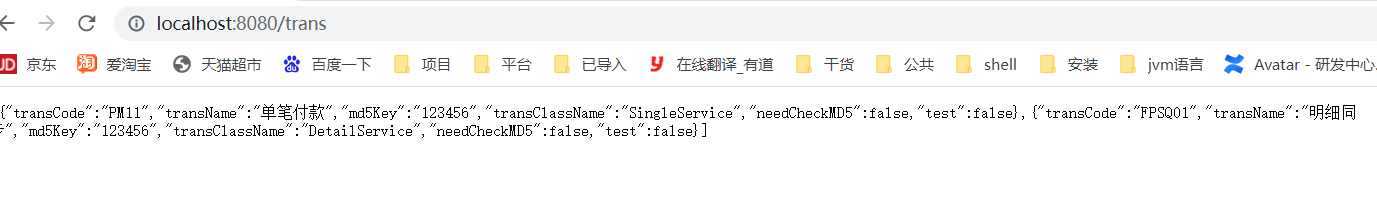 localhost:8080/trans
JD 京东 淘 爱淘宝 天猫超市 百度一下 项目 平台 已导入 y 在线翻译_有道 干货 公共 shell 安装 jvm语言 Avatar - 研发中心.
{"transCode":"PM11","transName":"单笔付款","md5Key":"123456","transClassName":"SingleService","needCheckMD5":false,"test":false},{"transCode":"FPSQ01","transName":"明细同
","md5Key":"123456","transClassName":"DetailService","needCheckMD5":false,"test":false}]